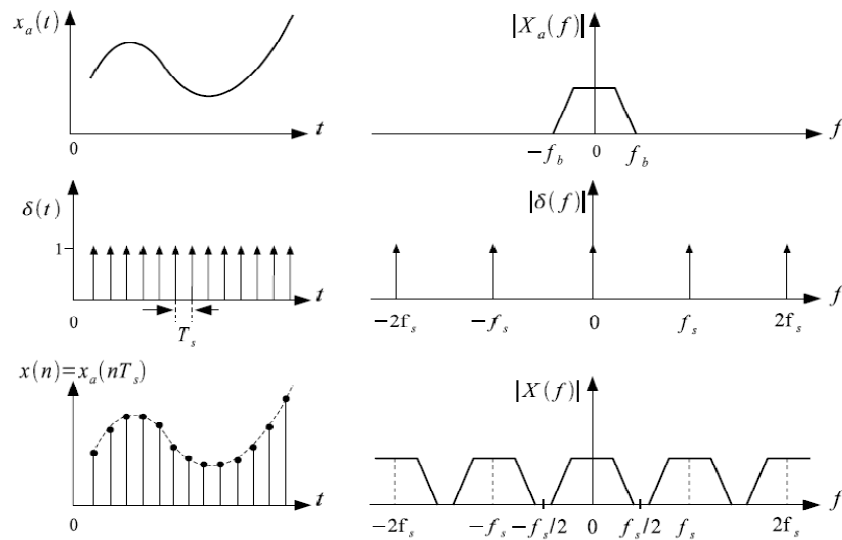 x_a(t)
0
t
|X_a(f)|
−f_b 0 f_b
f
δ(t)
1
0
T_s
t
|δ(f)|
−2f_s −f_s 0 f_s 2f_s
f
x(n)=x_a(nT_s)
0
t
|X(f)|
−2f_s −f_s −f_s/2 0 f_s/2 f_s 2f_s
f